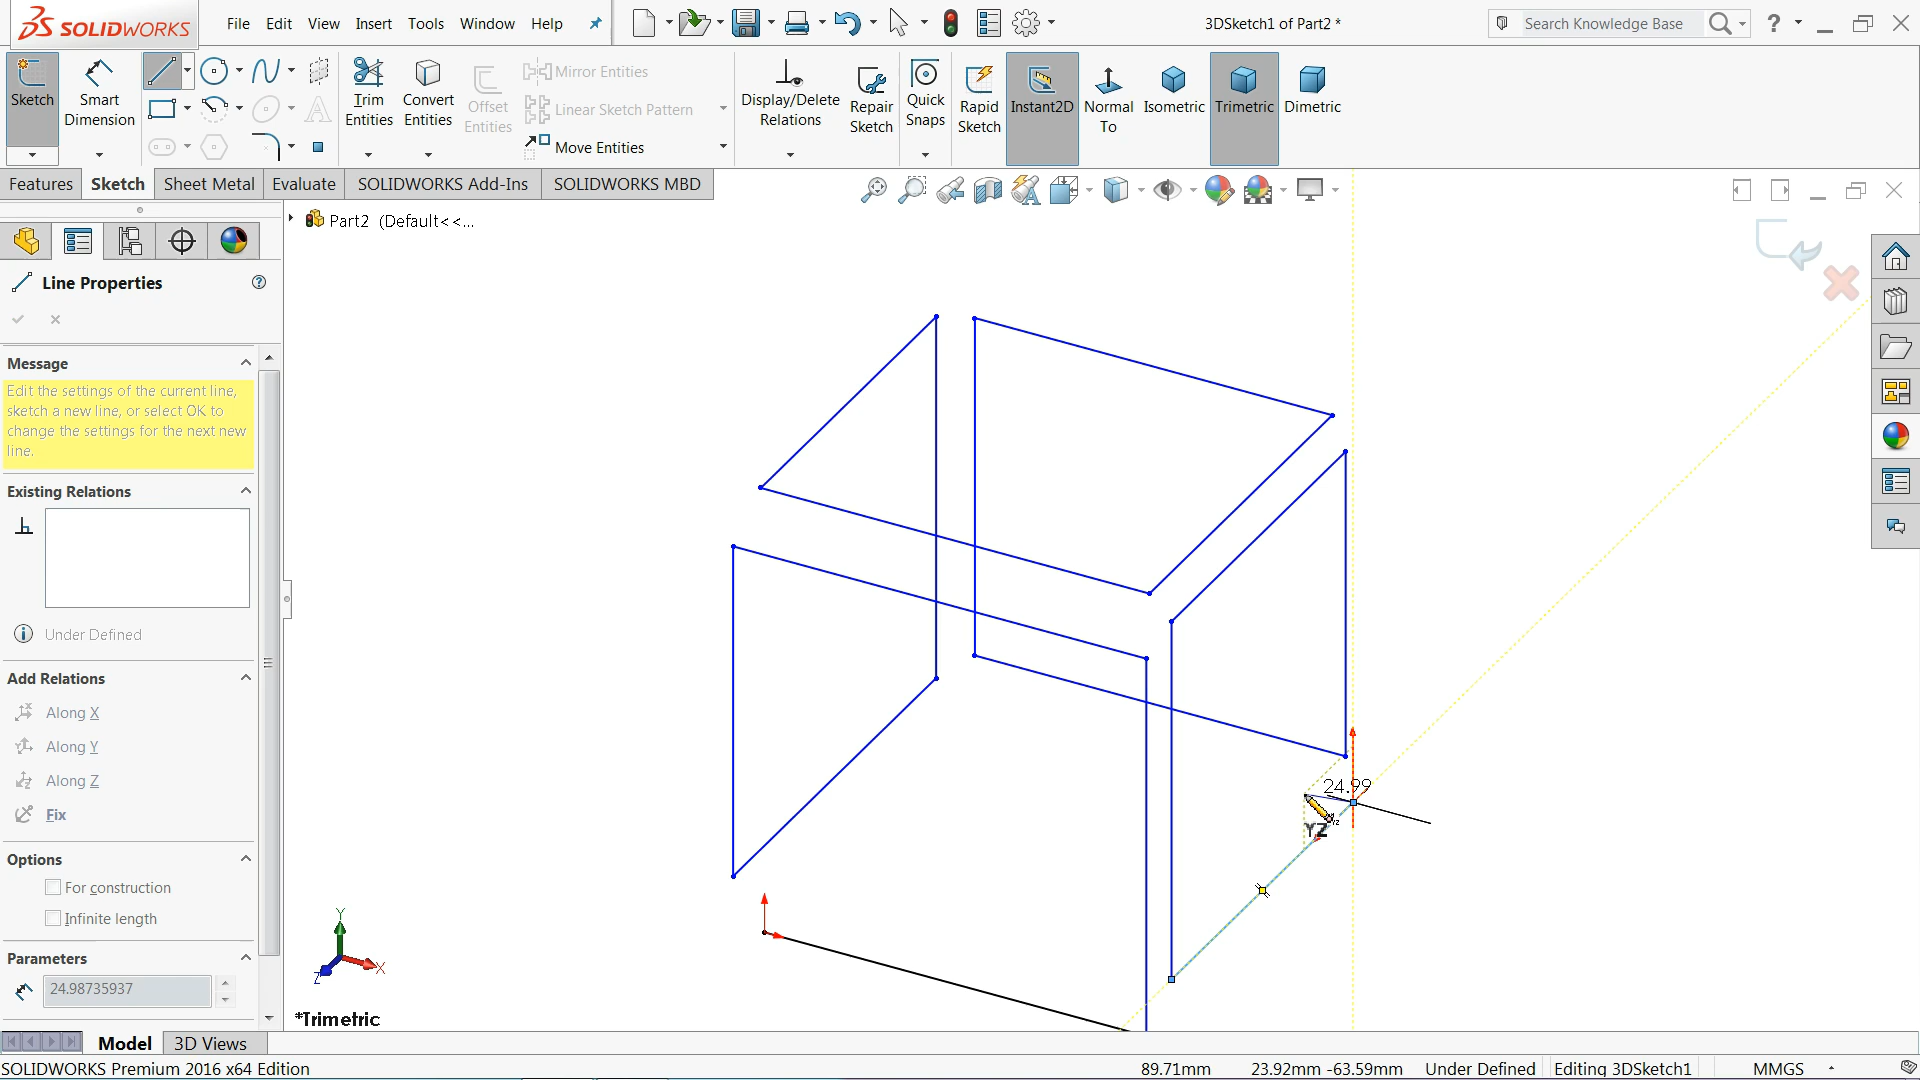 SOLIDWORKS
File Edit View Insert Tools Window Help
3DSketch1 of Part2 *
Search Knowledge Base
?
Sketch
Smart Dimension
Trim Entities
Convert Entities
Offset Entities
Mirror Entities
Linear Sketch Pattern
Move Entities
Display/Delete Relations
Repair Sketch
Quick Snaps
Rapid Sketch
Instant2D
Normal To
Isometric
Trimetric
Dimetric
Features Sketch Sheet Metal Evaluate SOLIDWORKS Add-Ins SOLIDWORKS MBD
Part2 (Default<<...
Line Properties
Message
Edit the settings of the current line,
sketch a new line, or select OK to
change the settings for the next new
line.
Existing Relations
Under Defined
Add Relations
Along X
Along Y
Along Z
Fix
Options
For construction
Infinite length
Parameters
24.98735937
24.99
YZ
Y
X
Z
*Trimetric
Model 3D Views
SOLIDWORKS Premium 2016 x64 Edition
89.71mm 23.92mm -63.59mm Under Defined Editing 3DSketch1 MMGS